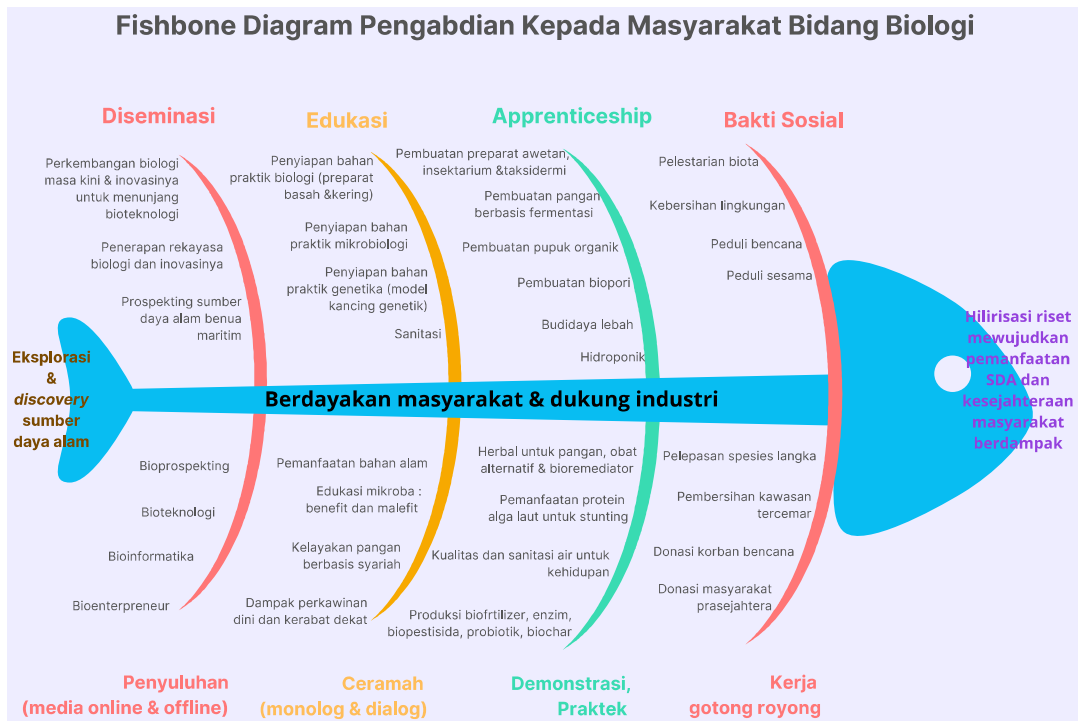 Fishbone Diagram Pengabdian Kepada Masyarakat Bidang Biologi
Diseminasi
Perkembangan biologi
masa kini & inovasinya
untuk menunjang
bioteknologi
Penerapan rekayasa
biologi dan inovasinya
Prospekting sumber
daya alam benua
maritim
Edukasi
Penyiapan bahan
praktik biologi (preparat
basah &kering)
Penyiapan bahan
praktik mikrobiologi
Penyiapan bahan
praktik genetika (model
kancing genetik)
Sanitasi
Apprenticeship
Pembuatan preparat awetan,
insektarium &taksidermi
Pembuatan pangan
berbasis fermentasi
Pembuatan pupuk organik
Pembuatan biopori
Budidaya lebah
Hidroponik
Bakti Sosial
Pelestarian biota
Kebersihan lingkungan
Peduli bencana
Peduli sesama
Eksplorasi
&
discovery
sumber
daya alam
Berdayakan masyarakat & dukung industri
Hilirisasi riset
mewujudkan
pemanfaatan
SDA dan
kesejahteraan
masyarakat
berdampak
Bioprospekting
Bioteknologi
Bioinformatika
Bioenterpreneur
Penyuluhan
(media online & offline)
Pemanfaatan bahan alam
Edukasi mikroba :
benefit dan malefit
Kelayakan pangan
berbasis syariah
Dampak perkawinan
dini dan kerabat dekat
Ceramah
(monolog & dialog)
Herbal untuk pangan, obat
alternatif & bioremediator
Pemanfaatan protein
alga laut untuk stunting
Kualitas dan sanitasi air untuk
kehidupan
Produksi biofrtilizer, enzim,
biopestisida, probiotik, biochar
Demonstrasi,
Praktek
Pelepasan spesies langka
Pembersihan kawasan
tercemar
Donasi korban bencana
Donasi masyarakat
prasejahtera
Kerja
gotong royong